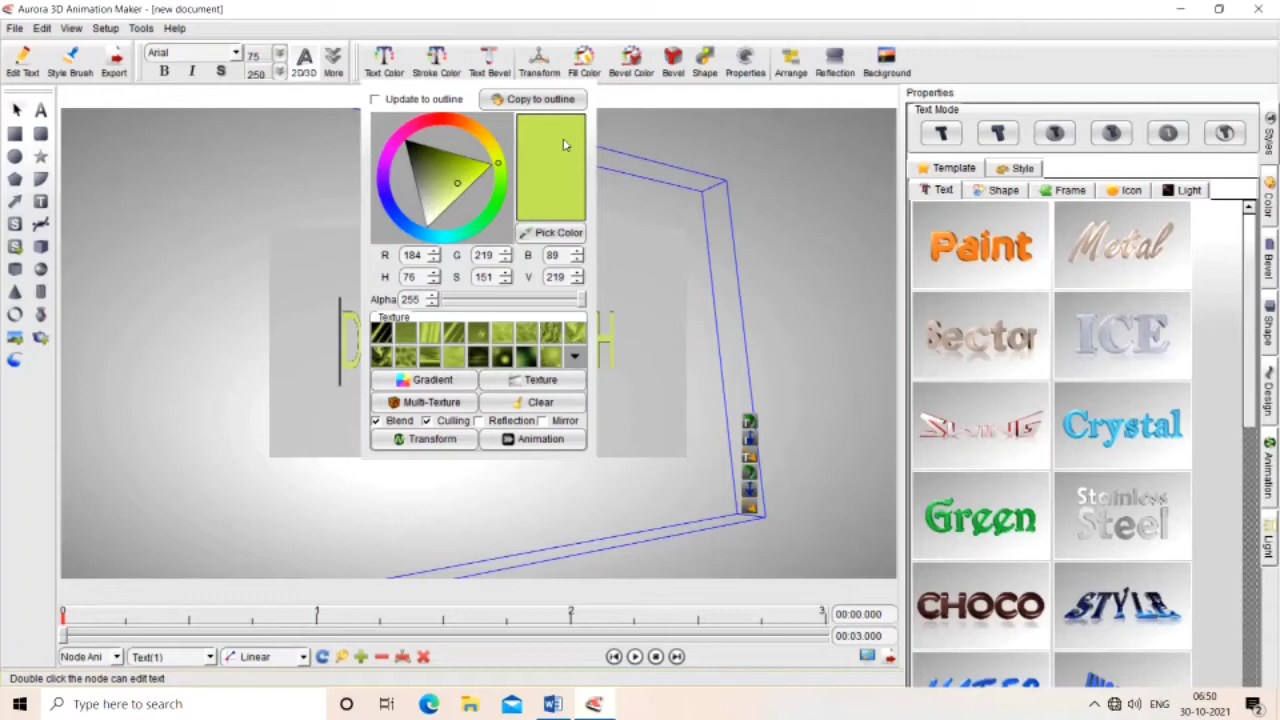 Aurora 3D Animation Maker - [new document]
File Edit View Setup Tools Help
Arial 75
250
B I S
Edit Text Style Brush Export 2D/3D More Text Color Stroke Color Text Bevel Transform Fill Color Bevel Color Bevel Shape Properties Arrange Reflection Background
Update to outline Copy to outline
Pick Color
R 184 G 219 B 89
H 76 S 151 V 219
Alpha 255
Texture
Gradient Texture
Multi-Texture Clear
Blend Culling Reflection Mirror
Transform Animation
D H
Properties
Text Mode
Template Style
Text Shape Frame Icon Light
Paint Metal
Sector ICE
SWING Crystal
Green Stainless Steel
CHOCO STYLE
Styles
Color
Bevel
Shape
Design
Animation
Light
0 1 2 3
00:00.000
00:03.000
Node Ani Text(1) Linear
Double click the node can edit text
Type here to search
ENG
06:50
30-10-2021
2